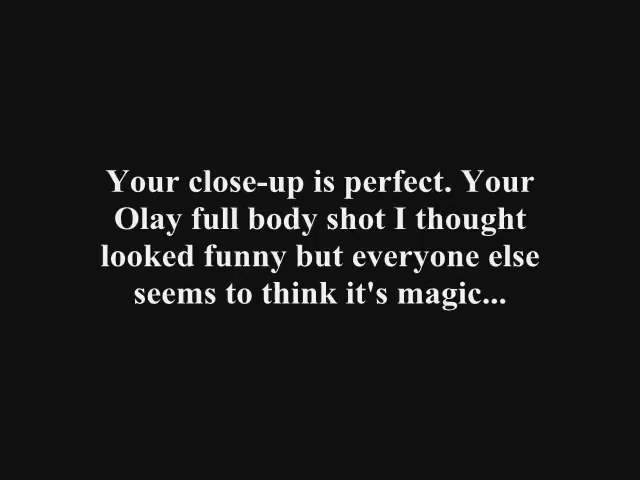 Your close-up is perfect. Your
Olay full body shot I thought
looked funny but everyone else
seems to think it's magic...